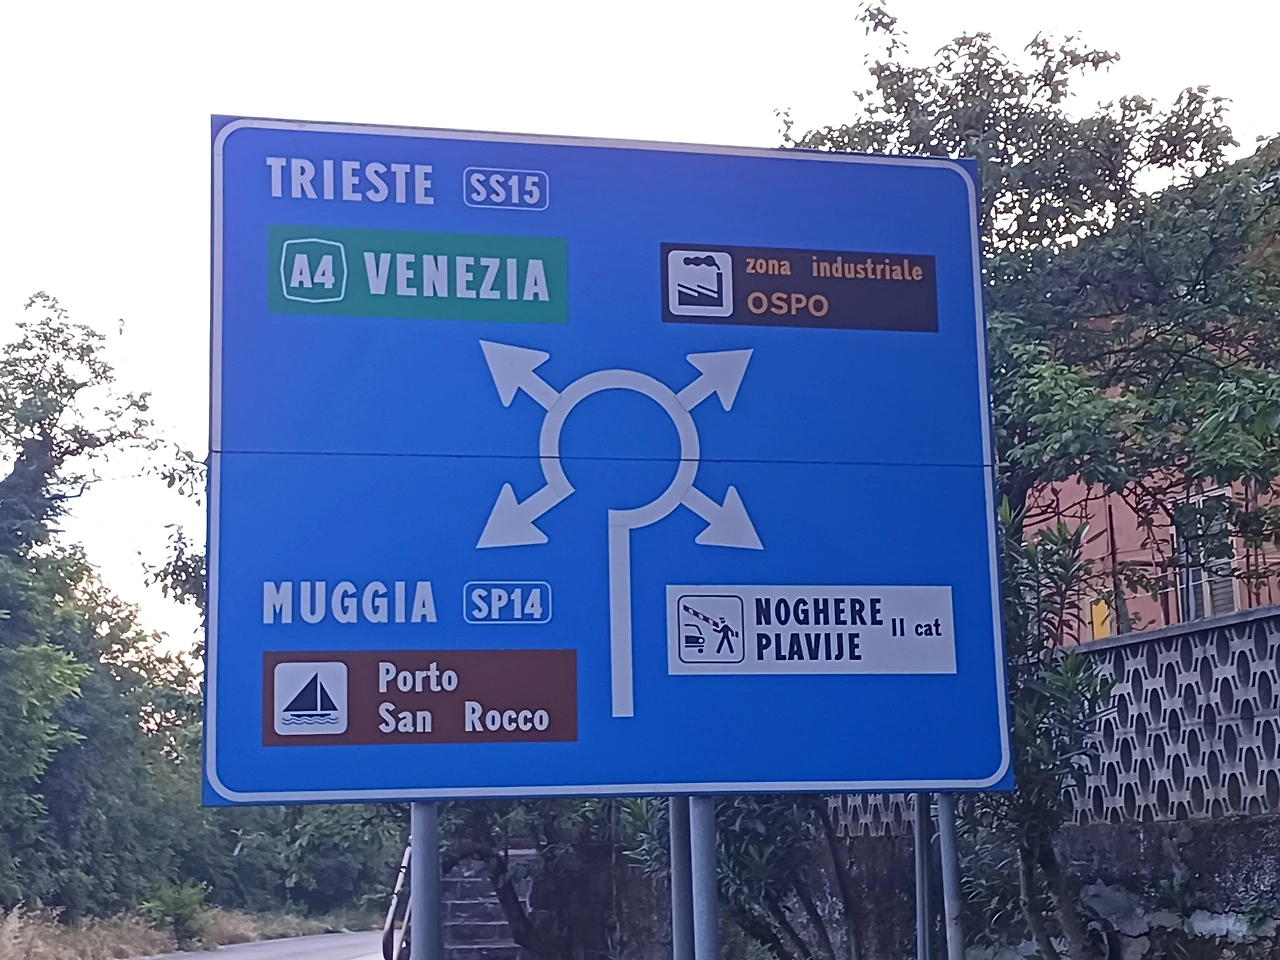 TRIESTE SS15
A4 VENEZIA
zona industriale
OSPO
MUGGIA SP14
Porto
San Rocco
NOGHERE II cat
PLAVIJE